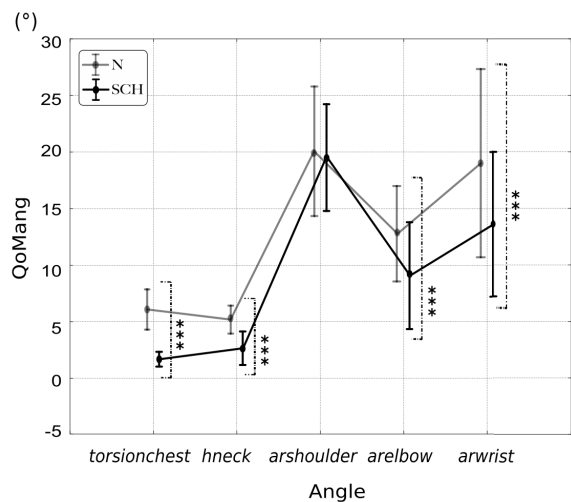 (°)
30
25
20
15
10
5
0
-5
QoMang
N
SCH
***
***
***
***
torsionchest hneck arshoulder arelbow arwrist
Angle